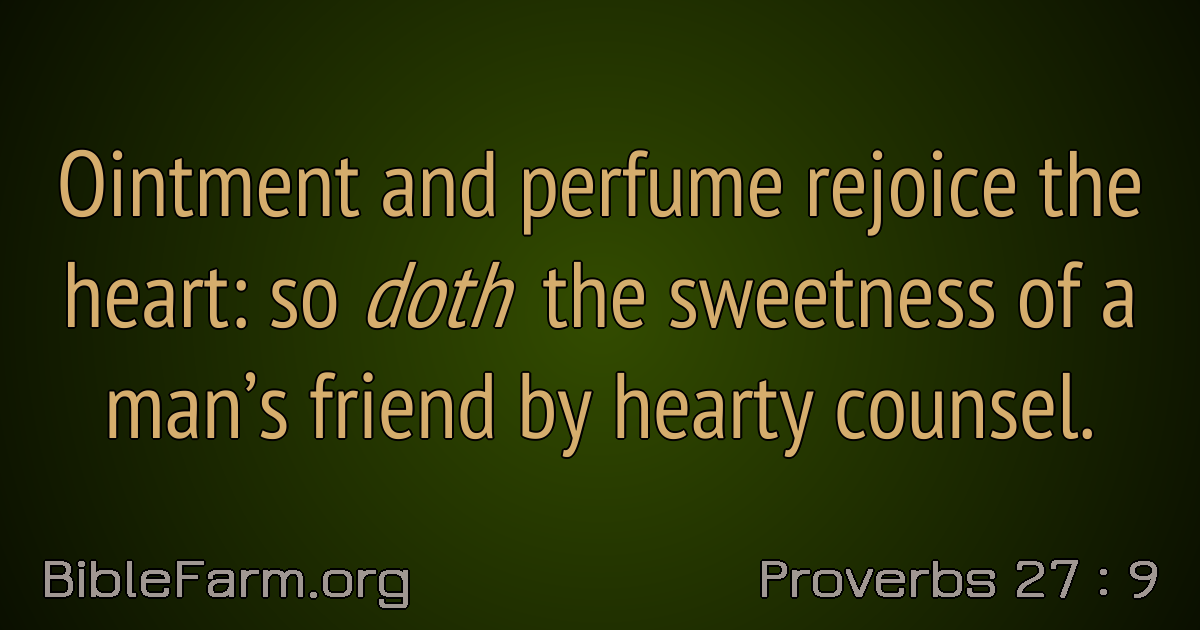 Ointment and perfume rejoice the
heart: so doth the sweetness of a
man’s friend by hearty counsel.
BibleFarm.org
Proverbs 27 : 9